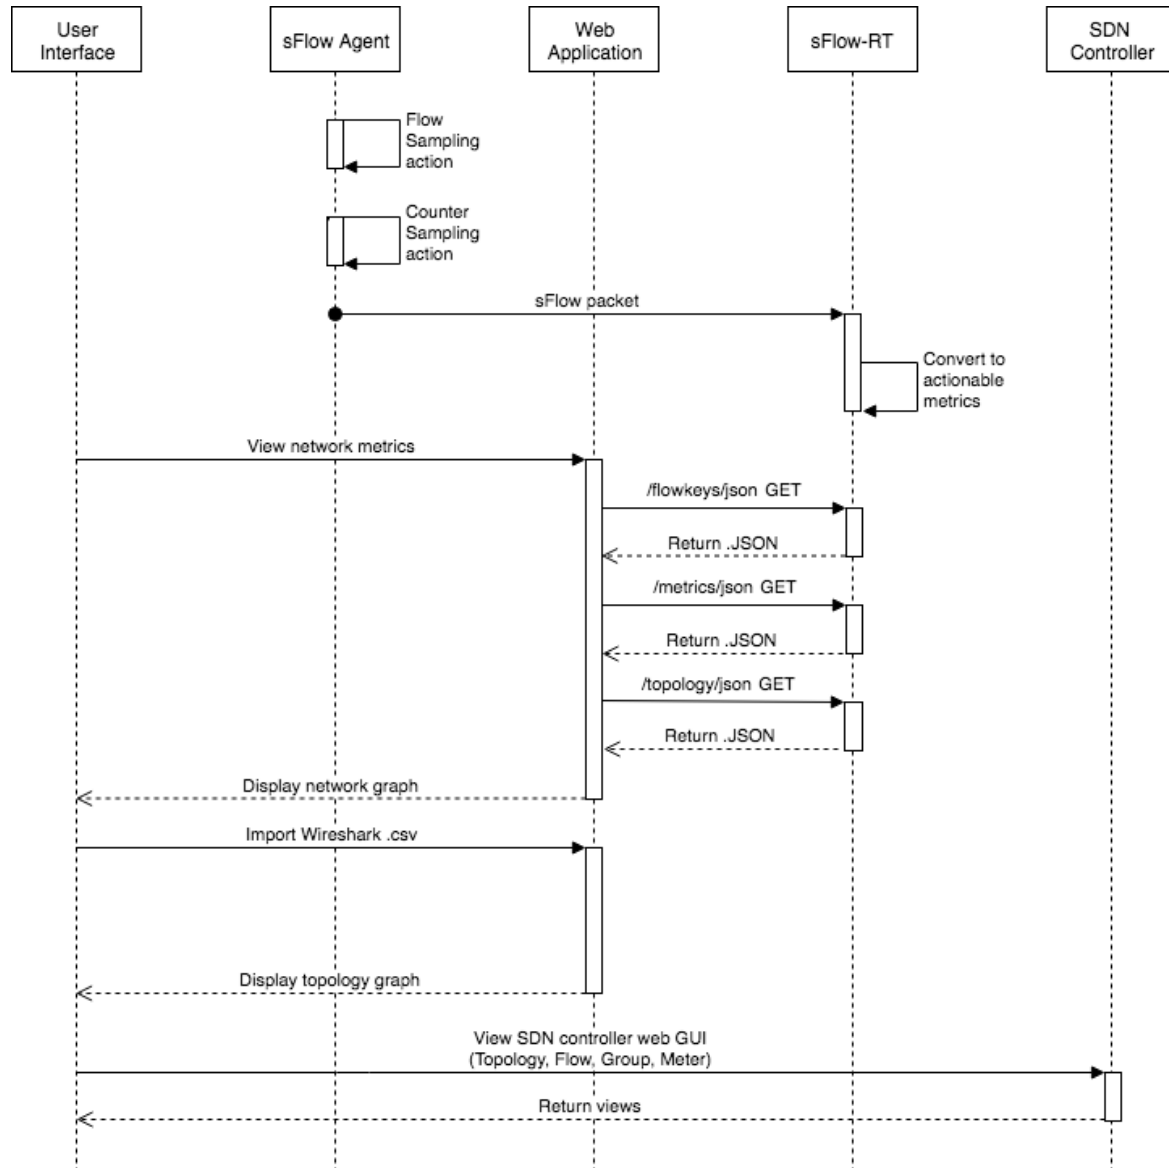 User
Interface
sFlow Agent
Web
Application
sFlow-RT
SDN
Controller
Flow
Sampling
action
Counter
Sampling
action
sFlow packet
Convert to
actionable
metrics
View network metrics
/flowkeys/json GET
Return .JSON
/metrics/json GET
Return .JSON
/topology/json GET
Return .JSON
Display network graph
Import Wireshark .csv
Display topology graph
View SDN controller web GUI
(Topology, Flow, Group, Meter)
Return views